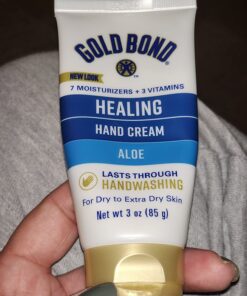 GOLD BOND®
NEW LOOK
7 MOISTURIZERS + 3 VITAMINS
HEALING
HAND CREAM
ALOE
LASTS THROUGH
HANDWASHING
For Dry to Extra Dry Skin
Net wt 3 oz (85 g)